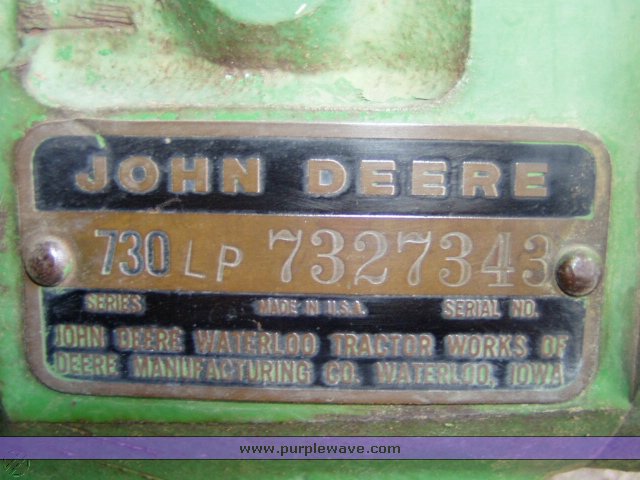 JOHN DEERE
730 LP 7327343
SERIES MADE IN U.S.A. SERIAL NO.
JOHN DEERE WATERLOO TRACTOR WORKS OF
DEERE MANUFACTURING CO. WATERLOO, IOWA
www.purplewave.com